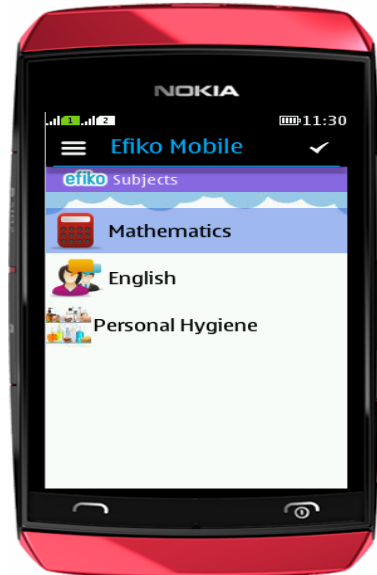 NOKIA
1 2 11:30
Efiko Mobile
efiko Subjects
Mathematics
English
Personal Hygiene